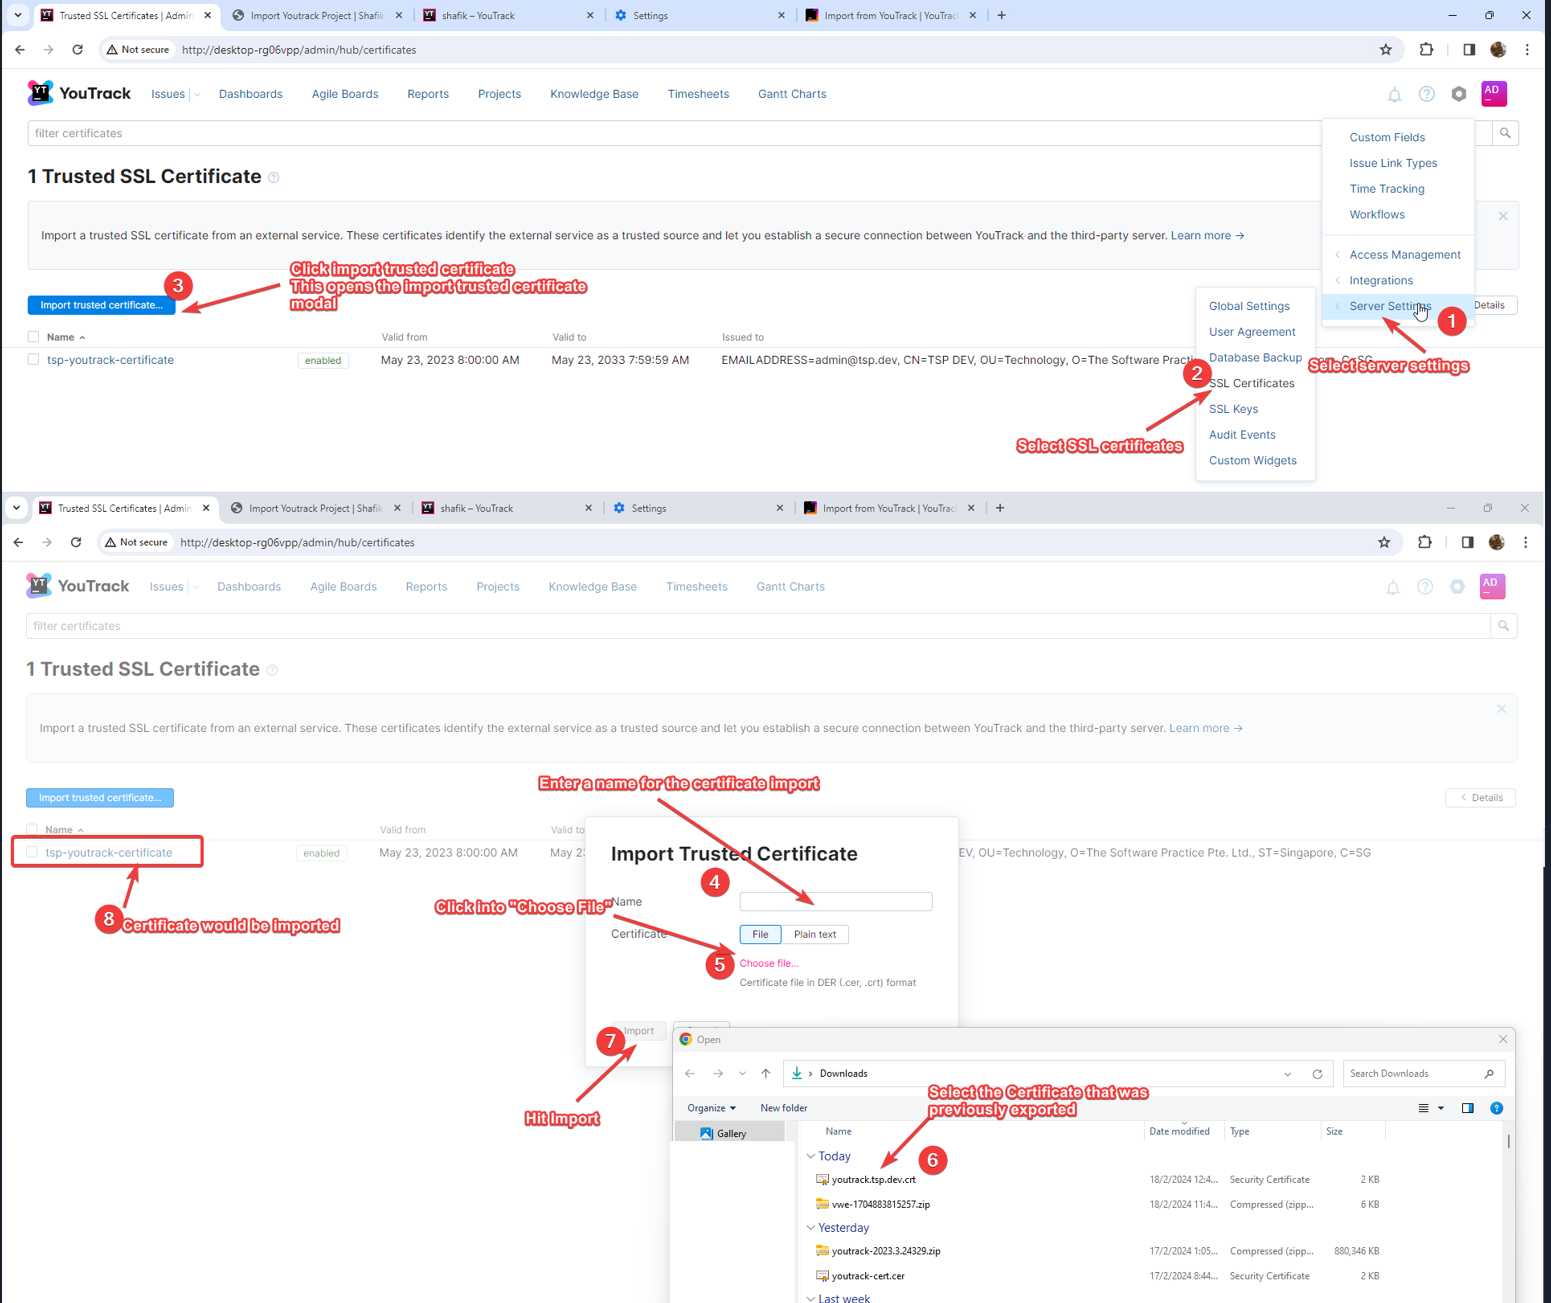 Trusted SSL Certificates | Admin
Import Youtrack Project | Shafik
shafik – YouTrack
Settings
Import from YouTrack | YouTrac
Not secure
http://desktop-rg06vpp/admin/hub/certificates
YouTrack
Issues
Dashboards
Agile Boards
Reports
Projects
Knowledge Base
Timesheets
Gantt Charts
AD
filter certificates
Custom Fields
Issue Link Types
Time Tracking
Workflows
Access Management
Integrations
Server Settings
1 Trusted SSL Certificate
Import a trusted SSL certificate from an external service. These certificates identify the external service as a trusted source and let you establish a secure connection between YouTrack and the third-party server. Learn more →
3
Click import trusted certificate
This opens the import trusted certificate
modal
Import trusted certificate...
Details
1
Select server settings
Global Settings
User Agreement
Database Backup
SSL Certificates
SSL Keys
Audit Events
Custom Widgets
2
Select SSL certificates
Name
Valid from
Valid to
Issued to
tsp-youtrack-certificate
enabled
May 23, 2023 8:00:00 AM
May 23, 2033 7:59:59 AM
EMAILADDRESS=admin@tsp.dev, CN=TSP DEV, OU=Technology, O=The Software Practi
C=SG
Trusted SSL Certificates | Admin
Import Youtrack Project | Shafik
shafik – YouTrack
Settings
Import from YouTrack | YouTrac
Not secure
http://desktop-rg06vpp/admin/hub/certificates
YouTrack
Issues
Dashboards
Agile Boards
Reports
Projects
Knowledge Base
Timesheets
Gantt Charts
AD
filter certificates
1 Trusted SSL Certificate
Import a trusted SSL certificate from an external service. These certificates identify the external service as a trusted source and let you establish a secure connection between YouTrack and the third-party server. Learn more →
Enter a name for the certificate import
Import trusted certificate...
Details
Name
Valid from
Valid to
tsp-youtrack-certificate
enabled
May 23, 2023 8:00:00 AM
May 2
EV, OU=Technology, O=The Software Practice Pte. Ltd., ST=Singapore, C=SG
8
Certificate would be imported
Import Trusted Certificate
4
Name
Click into "Choose File"
Certificate
File
Plain text
5
Choose file...
Certificate file in DER (.cer, .crt) format
Import
7
Hit Import
Open
Downloads
Search Downloads
Select the Certificate that was
previously exported
Organize
New folder
Gallery
Name
Date modified
Type
Size
Today
6
youtrack.tsp.dev.crt
18/2/2024 12:4...
Security Certificate
2 KB
vwe-1704883815257.zip
18/2/2024 11:4...
Compressed (zipp...
6 KB
Yesterday
youtrack-2023.3.24329.zip
17/2/2024 1:05...
Compressed (zipp...
880,346 KB
youtrack-cert.cer
17/2/2024 8:44...
Security Certificate
2 KB
Last week